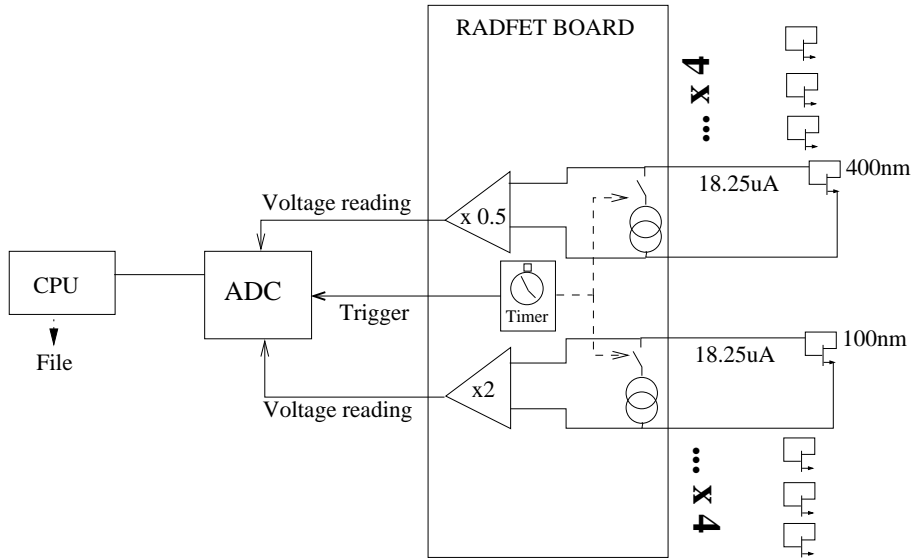 RADFET BOARD
... x 4
400nm
18.25uA
Voltage reading
x 0.5
CPU
ADC
Trigger
Timer
File
100nm
18.25uA
x2
Voltage reading
... x 4